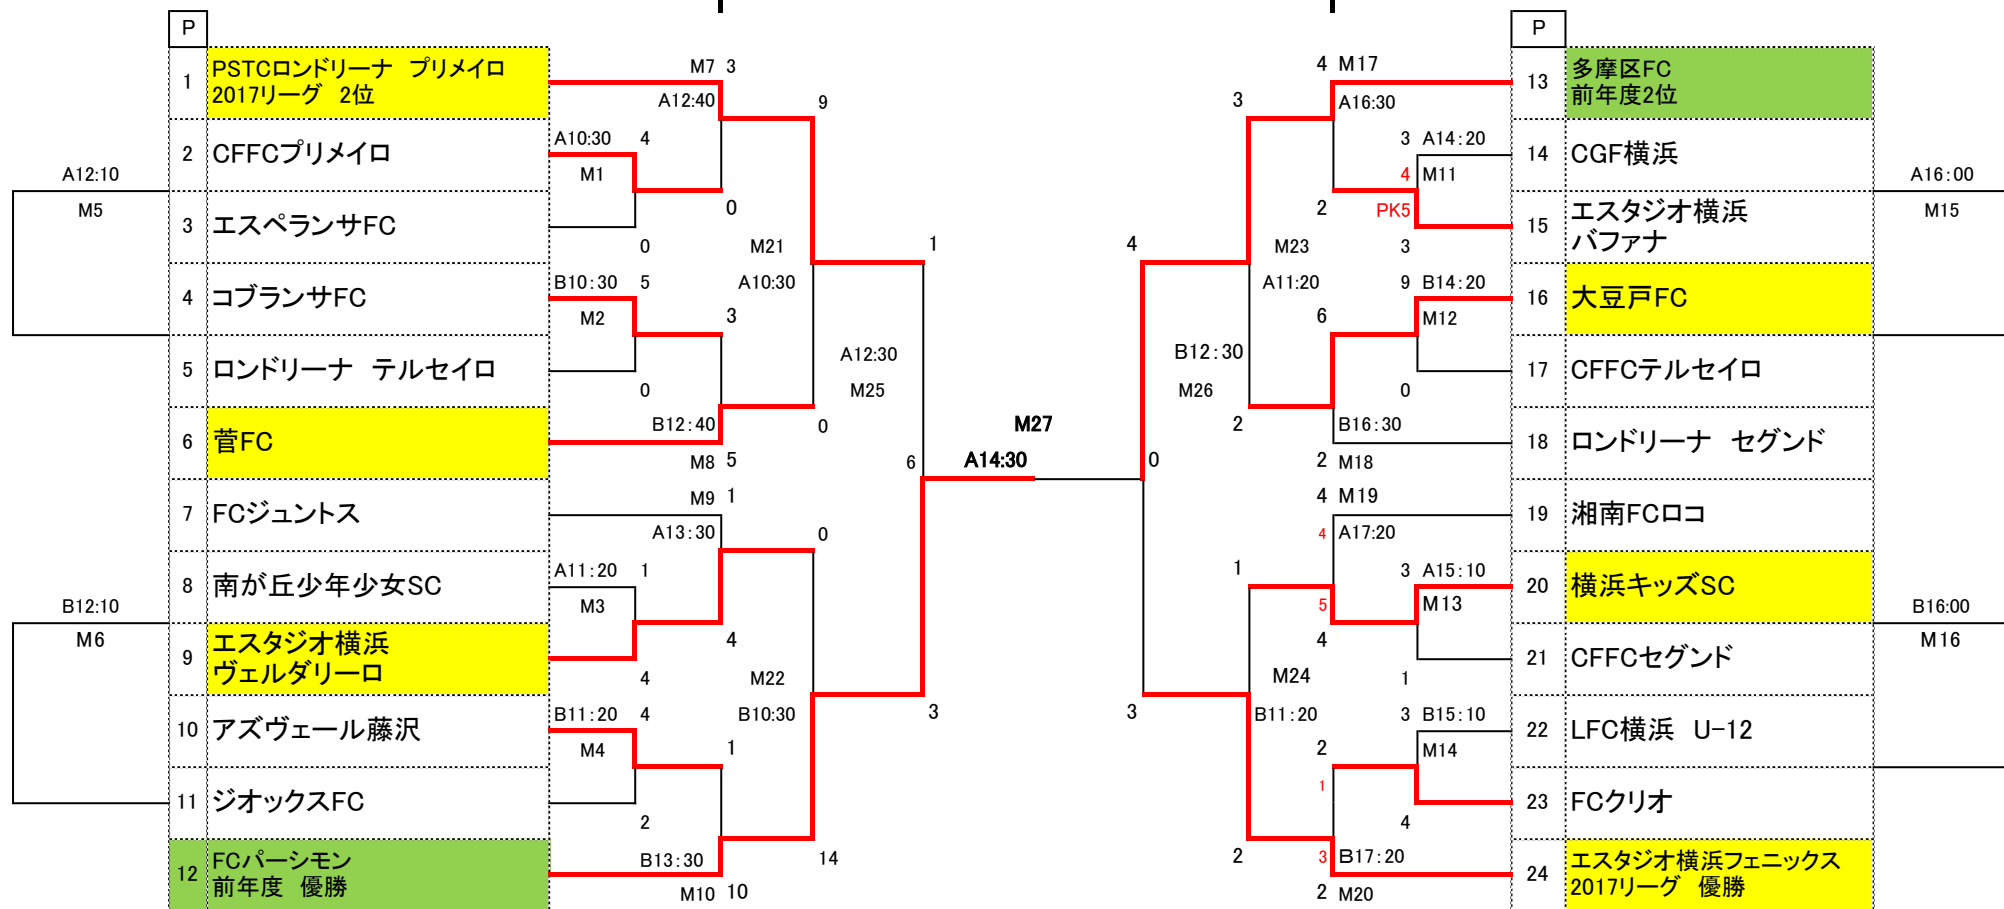 P
1
PSTCロンドリーナ　プリメイロ
2017リーグ　2位
2
CFFCプリメイロ
3
エスペランサFC
4
コブランサFC
5
ロンドリーナ　テルセイロ
6
菅FC
7
FCジュントス
8
南が丘少年少女SC
9
エスタジオ横浜
ヴェルダリーロ
10
アズヴェール藤沢
11
ジオックスFC
12
FCパーシモン
前年度　優勝
A12:10
M5
B12:10
M6
A10:30
4
M1
0
B10:30
5
M2
0
A11:20
1
M3
4
B11:20
4
M4
2
M7
3
A12:40
0
3
B12:40
M8
5
M9
1
A13:30
4
1
B13:30
M10
10
9
M21
A10:30
0
0
M22
B10:30
14
1
A12:30
M25
6
3
M27
A14:30
4
0
B12:30
M26
3
3
M23
A11:20
2
1
M24
B11:20
2
4
M17
A16:30
2
6
B16:30
2
M18
4
M19
4
A17:20
5
4
2
1
3
B17:20
2
M20
3
A14:20
4
M11
PK5
3
9
B14:20
M12
0
3
A15:10
M13
1
3
B15:10
M14
4
P
13
多摩区FC
前年度2位
14
CGF横浜
15
エスタジオ横浜
バファナ
16
大豆戸FC
17
CFFCテルセイロ
18
ロンドリーナ　セグンド
19
湘南FCロコ
20
横浜キッズSC
21
CFFCセグンド
22
LFC横浜　U-12
23
FCクリオ
24
エスタジオ横浜フェニックス
2017リーグ　優勝
A16:00
M15
B16:00
M16